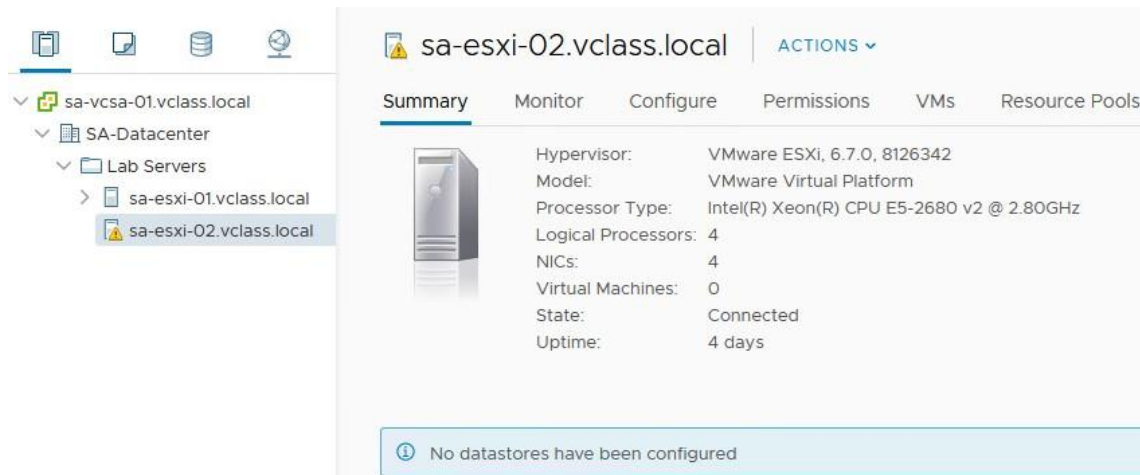 sa-vcsa-01.vclass.local
SA-Datacenter
Lab Servers
sa-esxi-01.vclass.local
sa-esxi-02.vclass.local
sa-esxi-02.vclass.local ACTIONS
Summary Monitor Configure Permissions VMs Resource Pools
Hypervisor: VMware ESXi, 6.7.0, 8126342
Model: VMware Virtual Platform
Processor Type: Intel(R) Xeon(R) CPU E5-2680 v2 @ 2.80GHz
Logical Processors: 4
NICs: 4
Virtual Machines: 0
State: Connected
Uptime: 4 days
No datastores have been configured